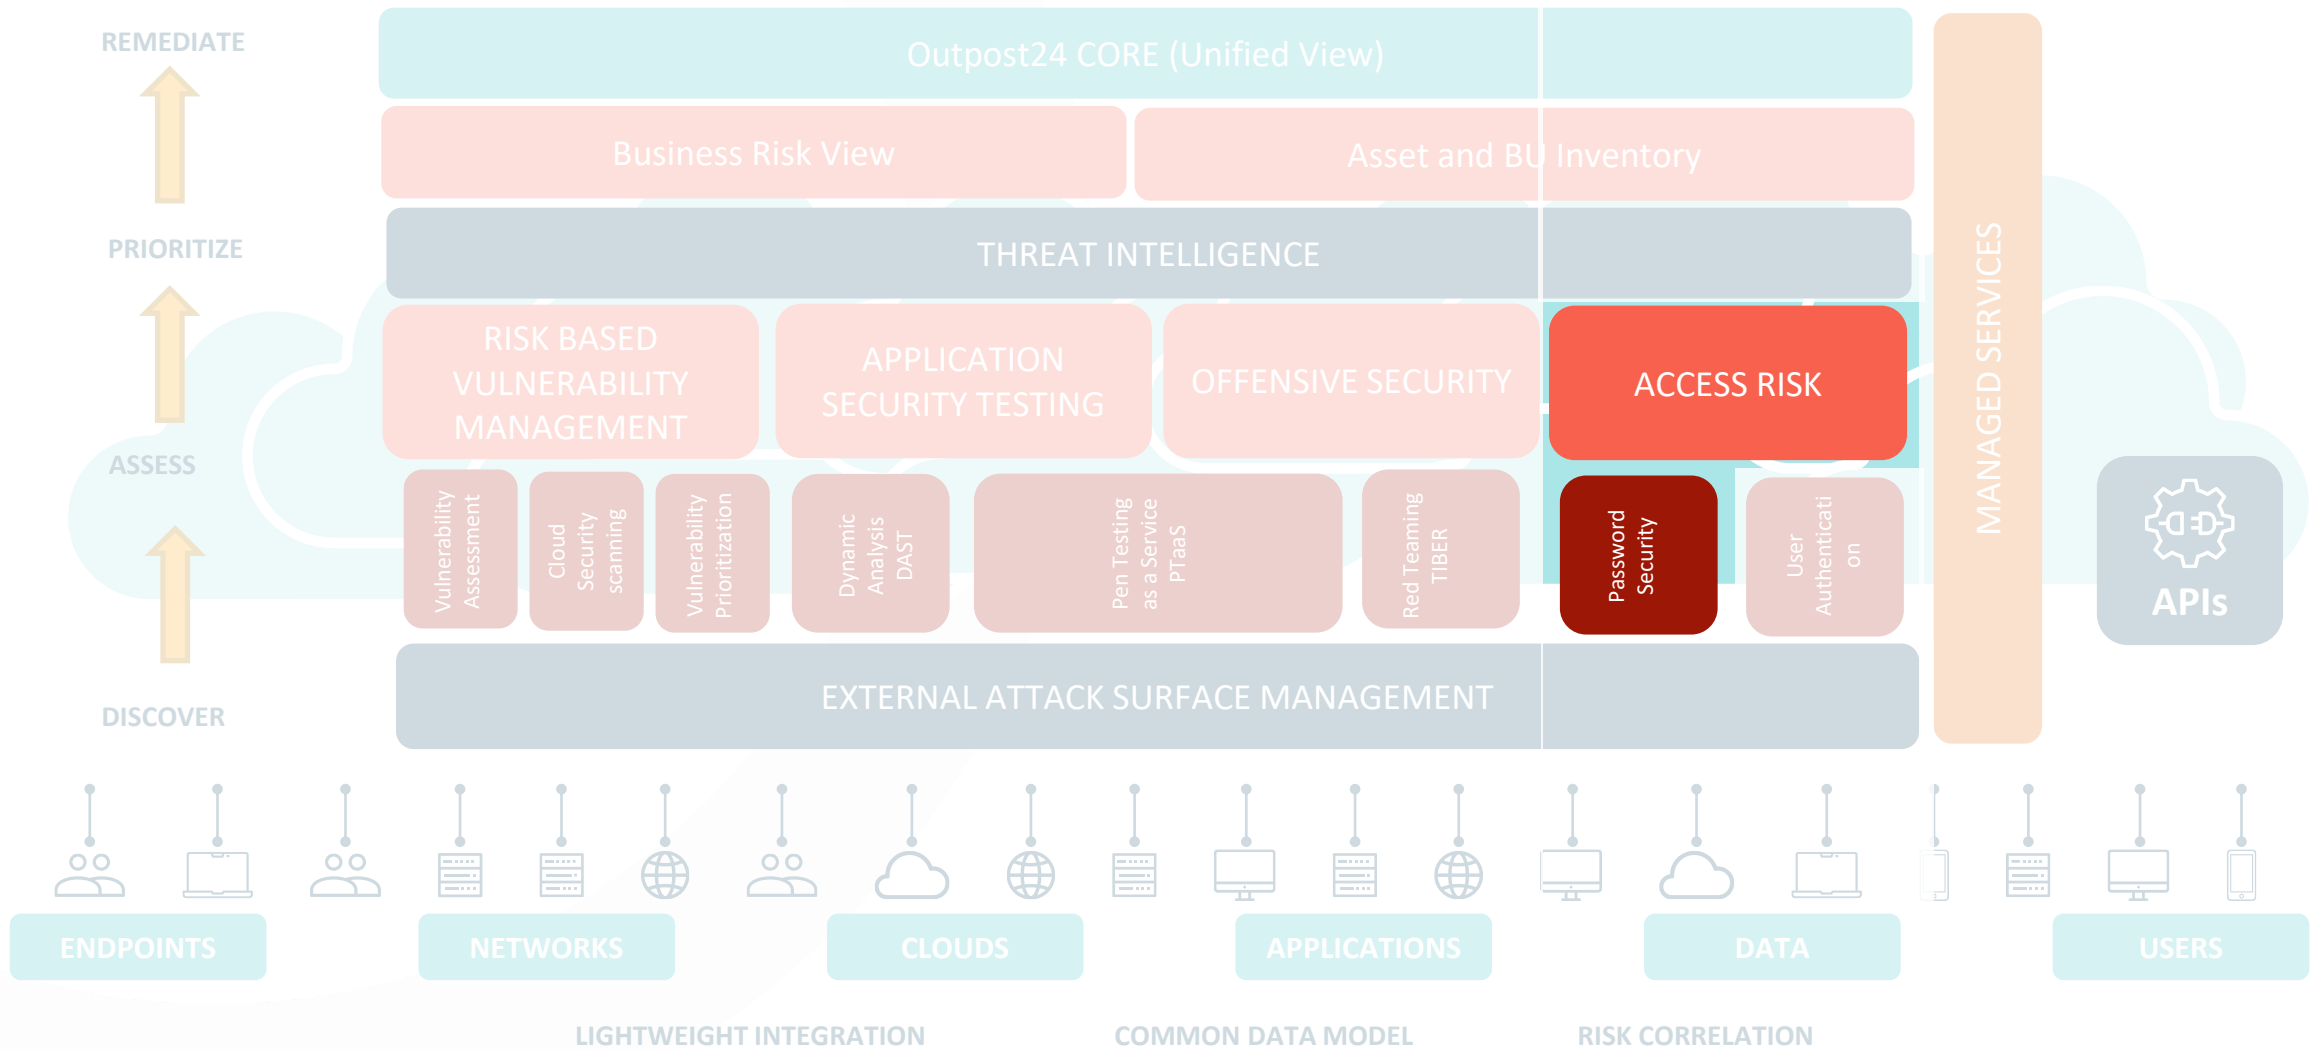 REMEDIATE
Outpost24 CORE (Unified View)
Business Risk View
Asset and BU Inventory
PRIORITIZE
THREAT INTELLIGENCE
RISK BASED
VULNERABILITY
MANAGEMENT
APPLICATION
SECURITY TESTING
OFFENSIVE SECURITY
ACCESS RISK
MANAGED SERVICES
ASSESS
Vulnerability
Assessment
Cloud
Security
scanning
Vulnerability
Prioritization
Dynamic
Analysis
DAST
Pen Testing
as a Service
PTaaS
Red Teaming
TIBER
Password
Security
User
Authenticati
on
APIs
EXTERNAL ATTACK SURFACE MANAGEMENT
DISCOVER
ENDPOINTS
NETWORKS
CLOUDS
APPLICATIONS
DATA
USERS
LIGHTWEIGHT INTEGRATION
COMMON DATA MODEL
RISK CORRELATION